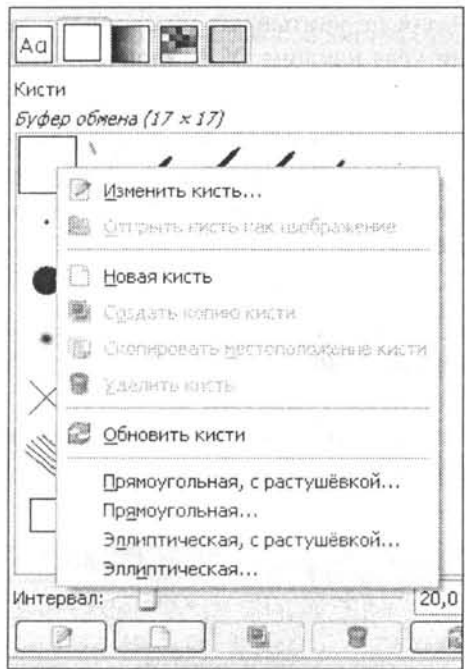 Aa
Кисти
Буфер обмена (17 × 17)
Изменить кисть...
Открыть кисть как изображение
Новая кисть
Создать копию кисти
Скопировать местоположение кисти
Удалить кисть
Обновить кисти
Прямоугольная, с растушёвкой...
Прямоугольная...
Эллиптическая, с растушёвкой...
Эллиптическая...
Интервал: 20,0